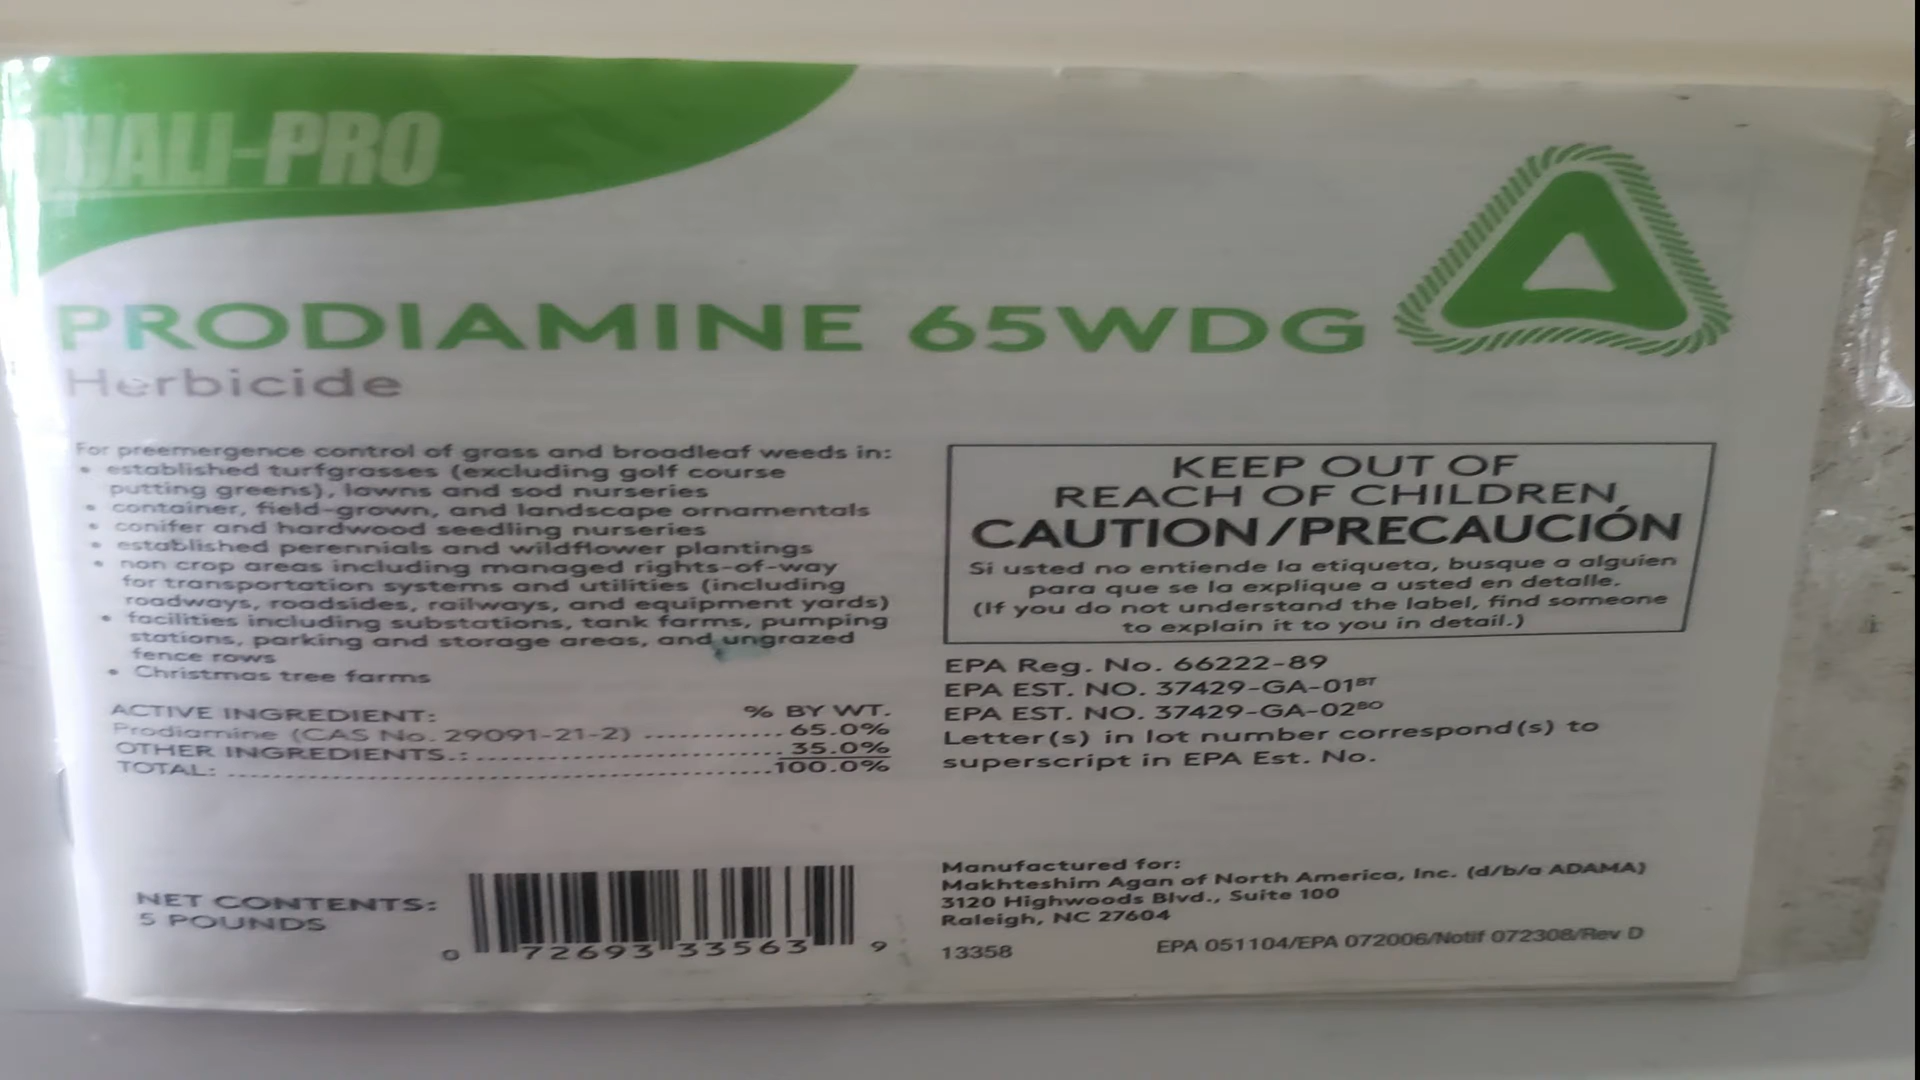 QUALI-PRO
PRODIAMINE 65WDG
Herbicide
For preemergence control of grass and broadleaf weeds in:
• established turfgrasses (excluding golf course
putting greens), lawns and sod nurseries
• container, field-grown, and landscape ornamentals
• conifer and hardwood seedling nurseries
• established perennials and wildflower plantings
• non crop areas including managed rights-of-way
for transportation systems and utilities (including
roadways, roadsides, railways, and equipment yards)
• facilities including substations, tank farms, pumping
stations, parking and storage areas, and ungrazed
fence rows
• Christmas tree farms
ACTIVE INGREDIENT: % BY WT.
Prodiamine (CAS No. 29091-21-2) ............ 65.0%
OTHER INGREDIENTS.: ........................... 35.0%
TOTAL: ................................................ 100.0%
NET CONTENTS:
5 POUNDS
0 72693 33563 9
KEEP OUT OF
REACH OF CHILDREN
CAUTION/PRECAUCIÓN
Si usted no entiende la etiqueta, busque a alguien
para que se la explique a usted en detalle.
(If you do not understand the label, find someone
to explain it to you in detail.)
EPA Reg. No. 66222-89
EPA EST. NO. 37429-GA-01BT
EPA EST. NO. 37429-GA-02BO
Letter(s) in lot number correspond(s) to
superscript in EPA Est. No.
Manufactured for:
Makhteshim Agan of North America, Inc. (d/b/a ADAMA)
3120 Highwoods Blvd., Suite 100
Raleigh, NC 27604
13358 EPA 051104/EPA 072006/Notif 072308/Rev D